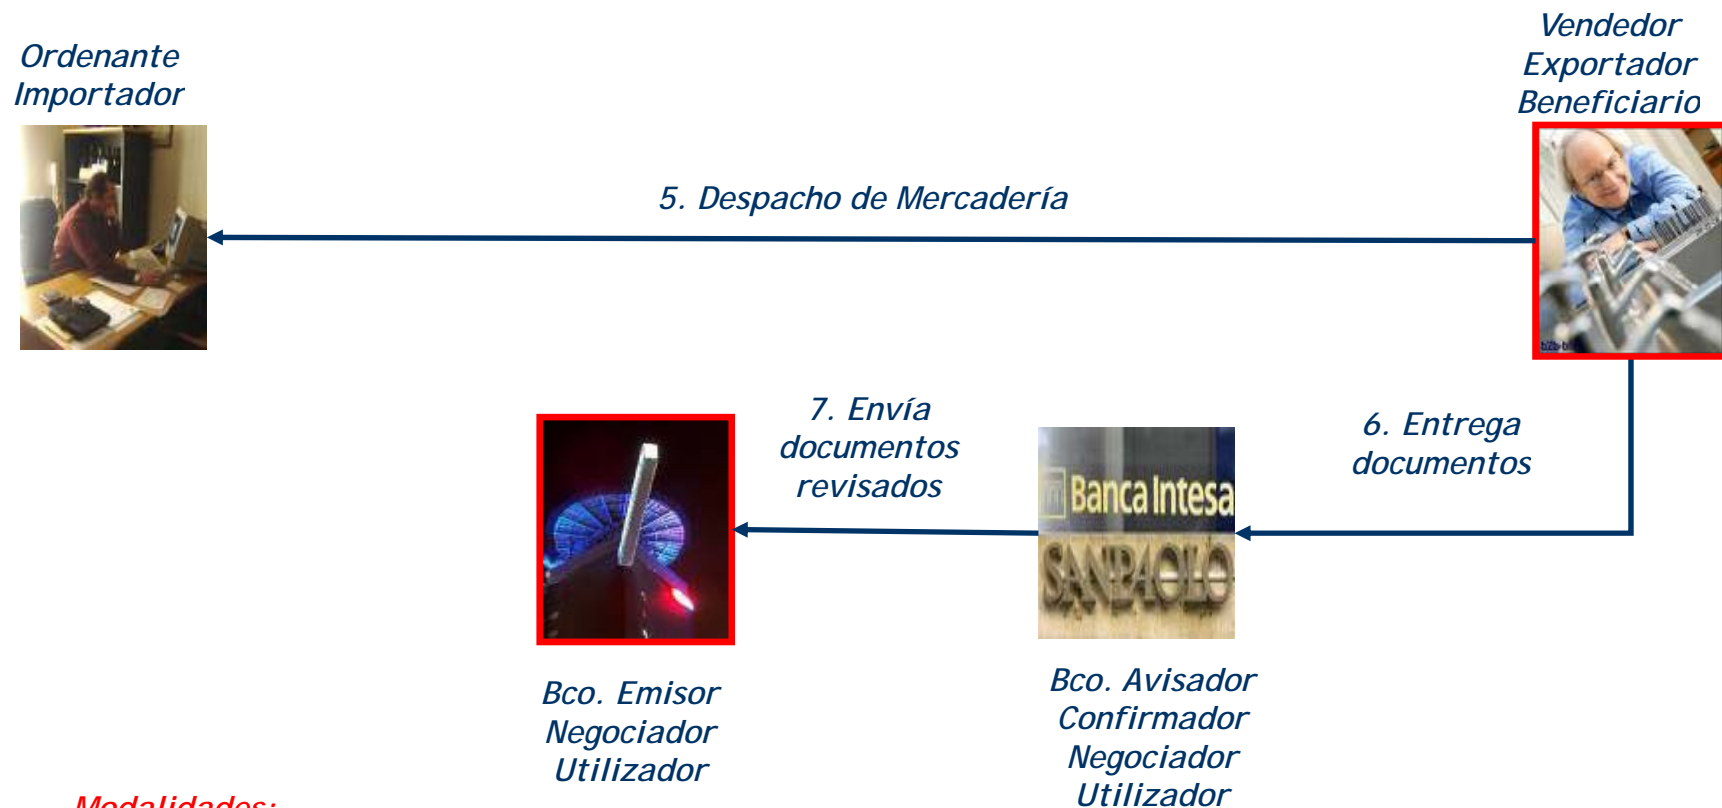 Ordenante
Importador
Vendedor
Exportador
Beneficiario
5. Despacho de Mercadería
7. Envía
documentos
revisados
6. Entrega
documentos
Banca Intesa
SANPAOLO
Bco. Emisor
Negociador
Utilizador
Bco. Avisador
Confirmador
Negociador
Utilizador
Modalidades: